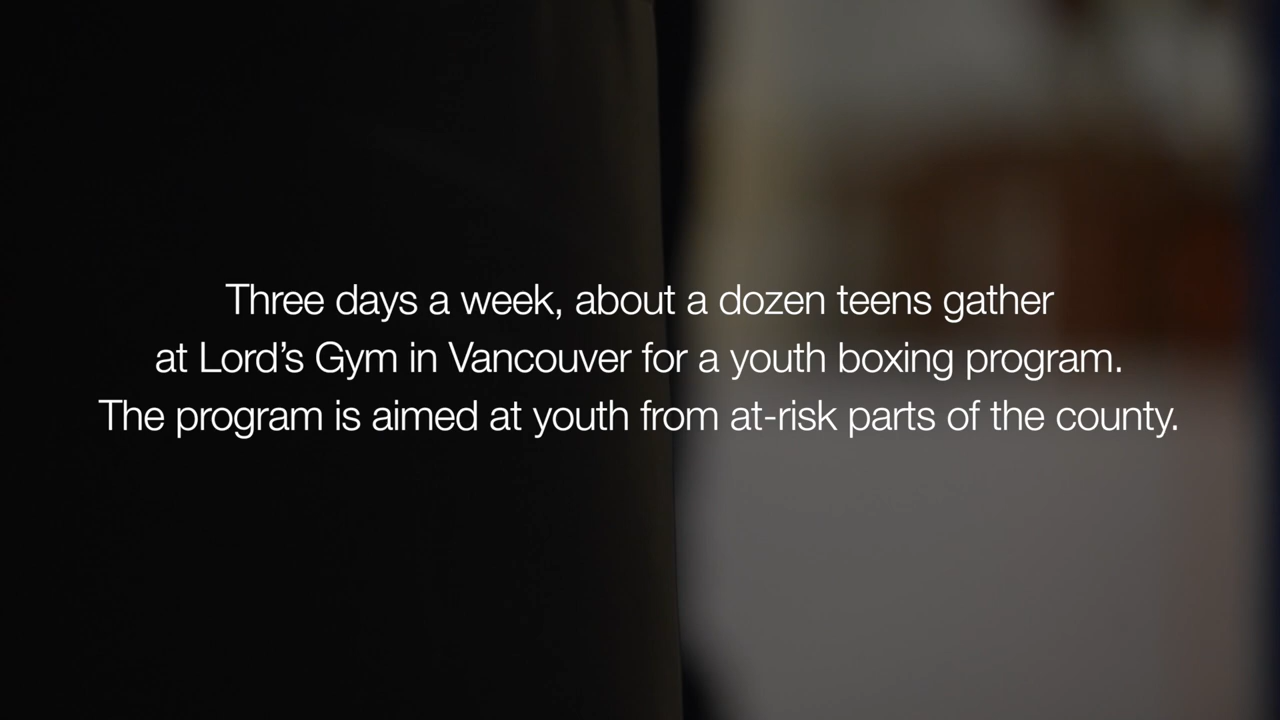 Three days a week, about a dozen teens gather
at Lord’s Gym in Vancouver for a youth boxing program.
The program is aimed at youth from at-risk parts of the county.